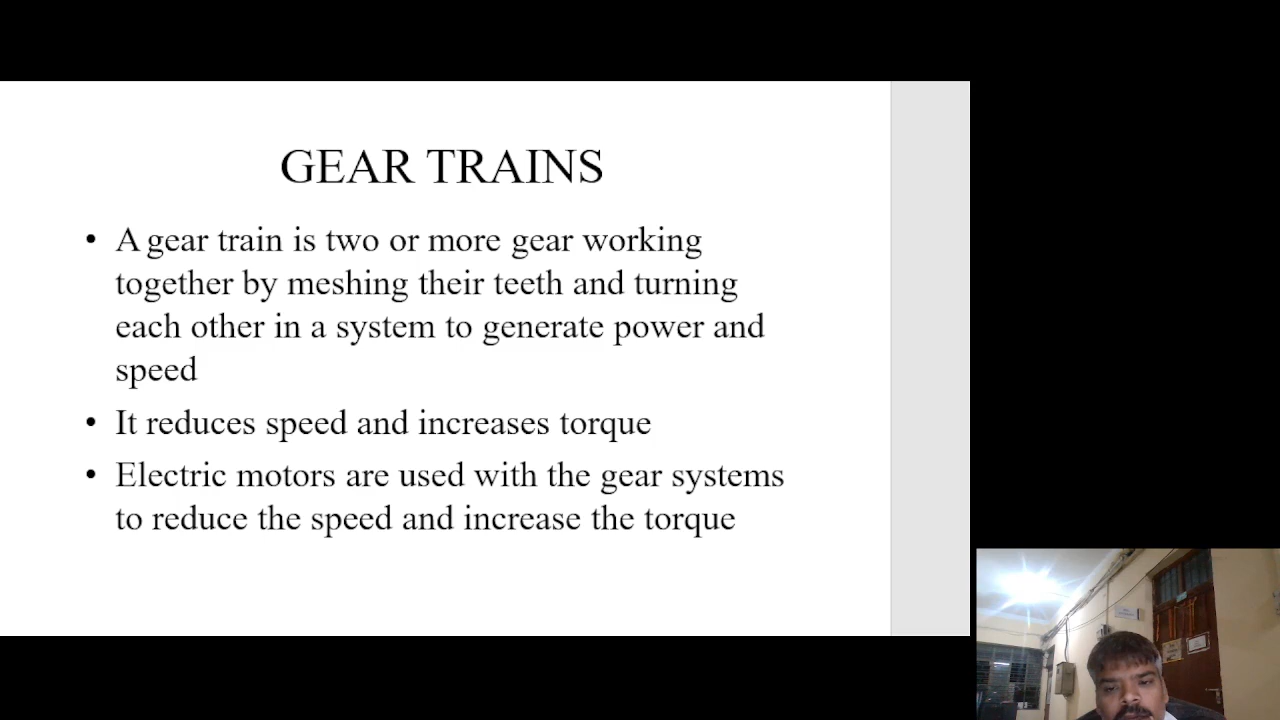 GEAR TRAINS
• A gear train is two or more gear working
together by meshing their teeth and turning
each other in a system to generate power and
speed
• It reduces speed and increases torque
• Electric motors are used with the gear systems
to reduce the speed and increase the torque